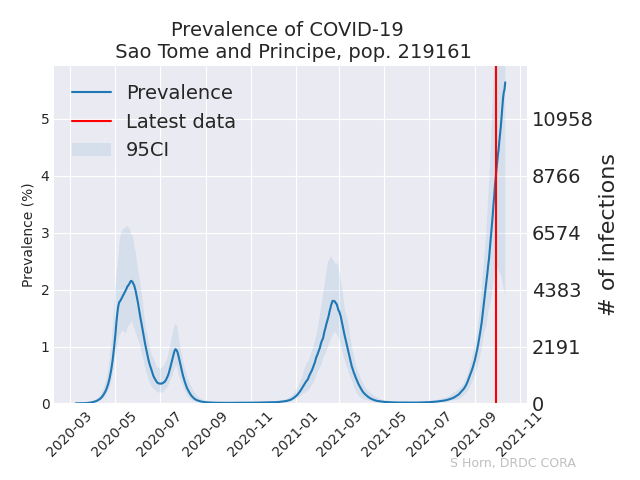 Prevalence of COVID-19
Sao Tome and Principe, pop. 219161
Prevalence
Latest data
95CI
Prevalence (%)
5
4
3
2
1
0
10958
8766
6574
4383
2191
0
# of infections
2020-03
2020-05
2020-07
2020-09
2020-11
2021-01
2021-03
2021-05
2021-07
2021-09
2021-11
S Horn, DRDC CORA